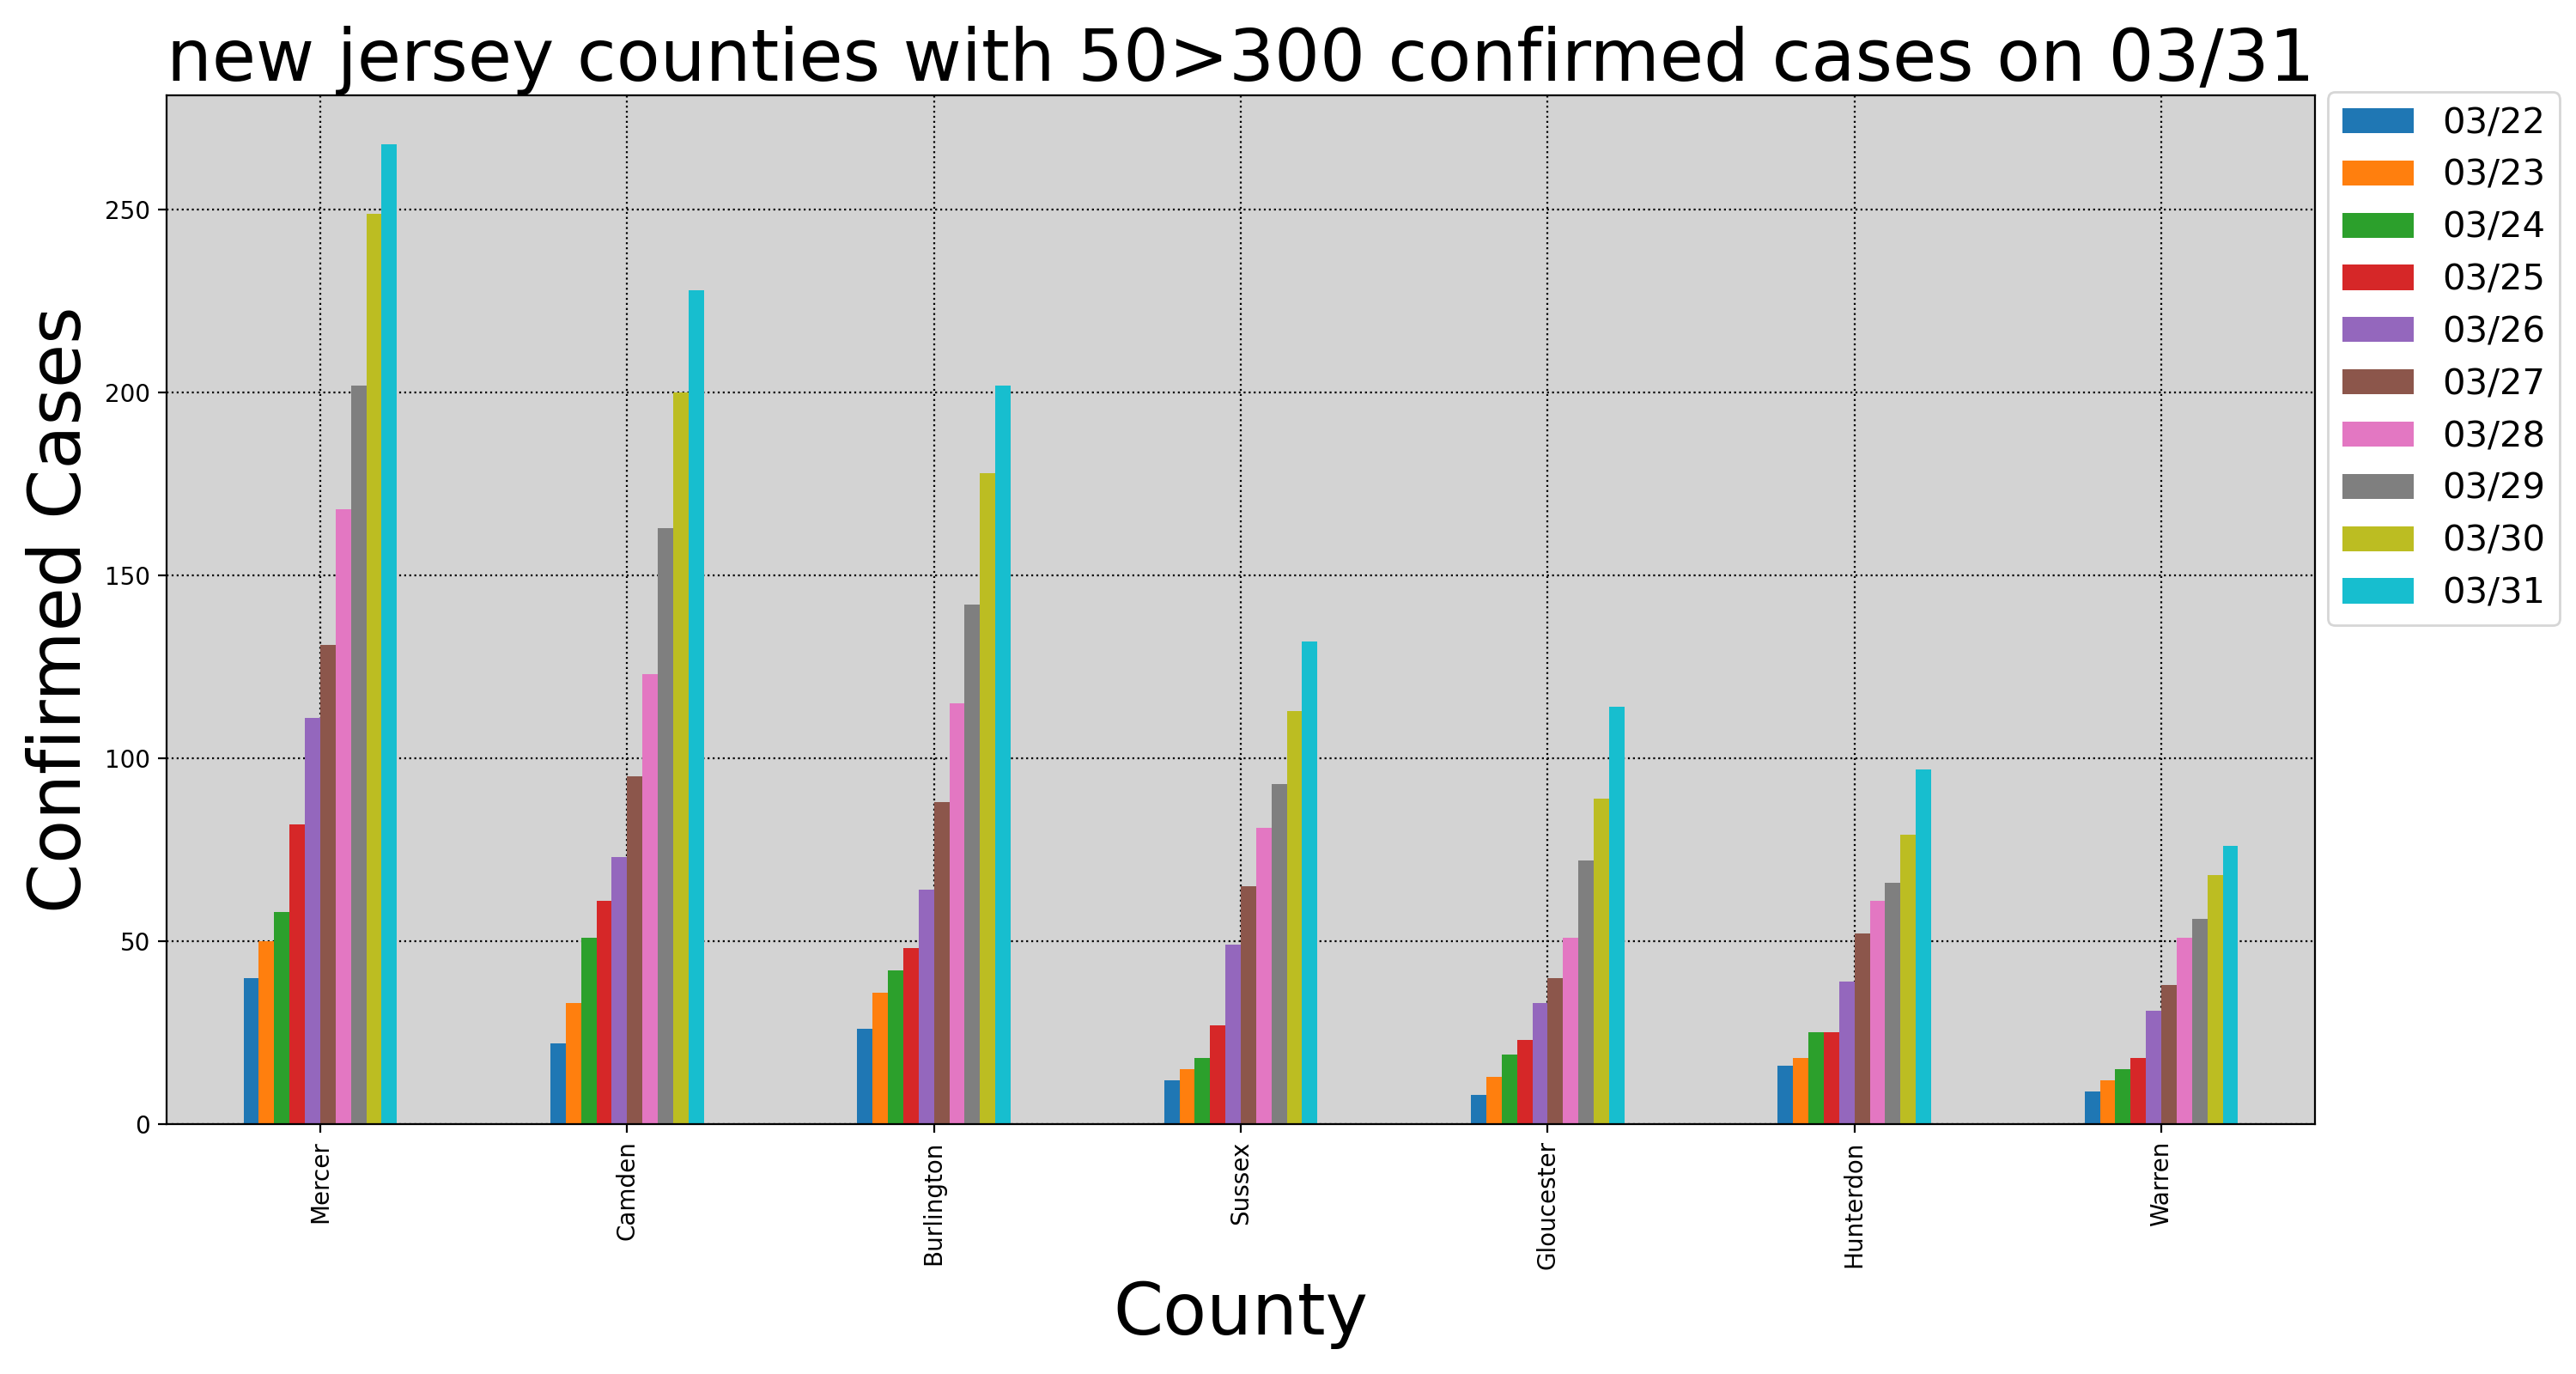 new jersey counties with 50>300 confirmed cases on 03/31
Confirmed Cases
250
200
150
100
50
0
Mercer
Camden
Burlington
Sussex
Gloucester
Hunterdon
Warren
County
03/22
03/23
03/24
03/25
03/26
03/27
03/28
03/29
03/30
03/31